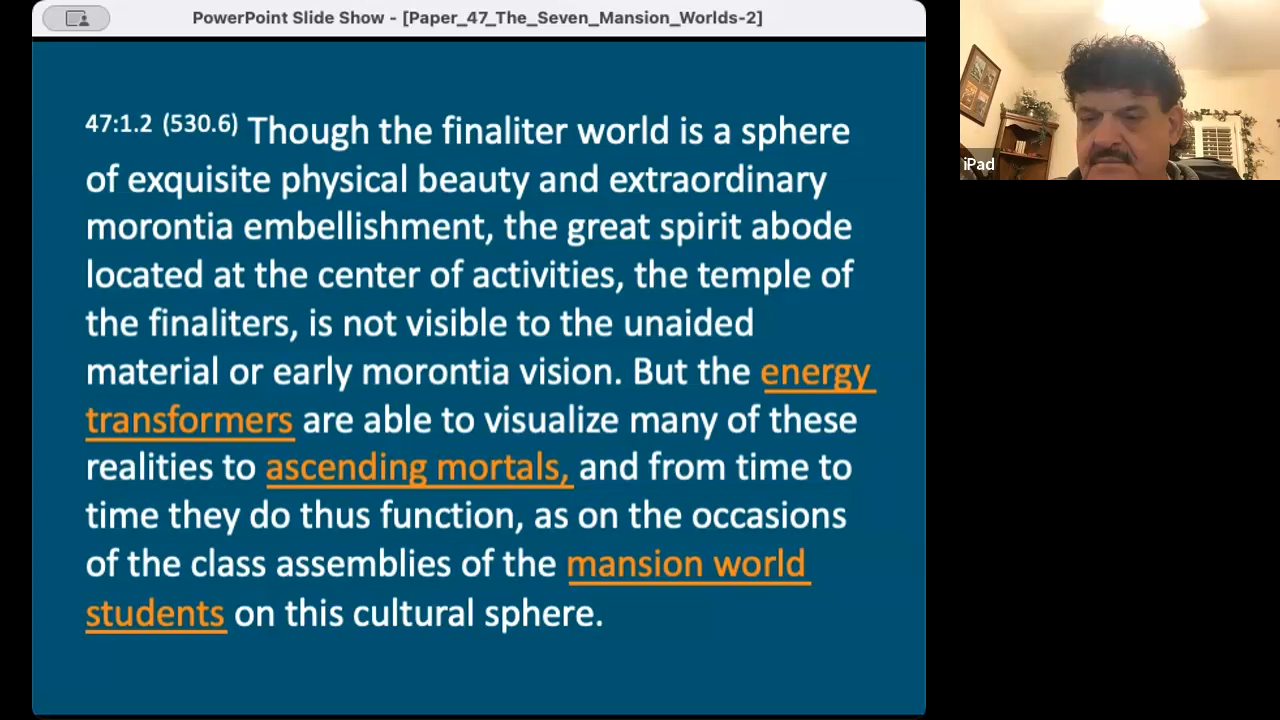 PowerPoint Slide Show - [Paper_47_The_Seven_Mansion_Worlds-2]
47:1.2 (530.6) Though the finaliter world is a sphere
of exquisite physical beauty and extraordinary
morontia embellishment, the great spirit abode
located at the center of activities, the temple of
the finaliters, is not visible to the unaided
material or early morontia vision. But the energy
transformers are able to visualize many of these
realities to ascending mortals, and from time to
time they do thus function, as on the occasions
of the class assemblies of the mansion world
students on this cultural sphere.
iPad